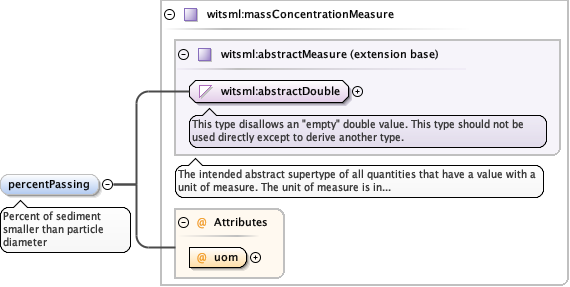 witsml:massConcentrationMeasure
witsml:abstractMeasure (extension base)
witsml:abstractDouble
This type disallows an "empty" double value. This type should not be
used directly except to derive another type.
The intended abstract supertype of all quantities that have a value with a
unit of measure. The unit of measure is in...
percentPassing
Percent of sediment
smaller than particle
diameter
@ Attributes
@ uom